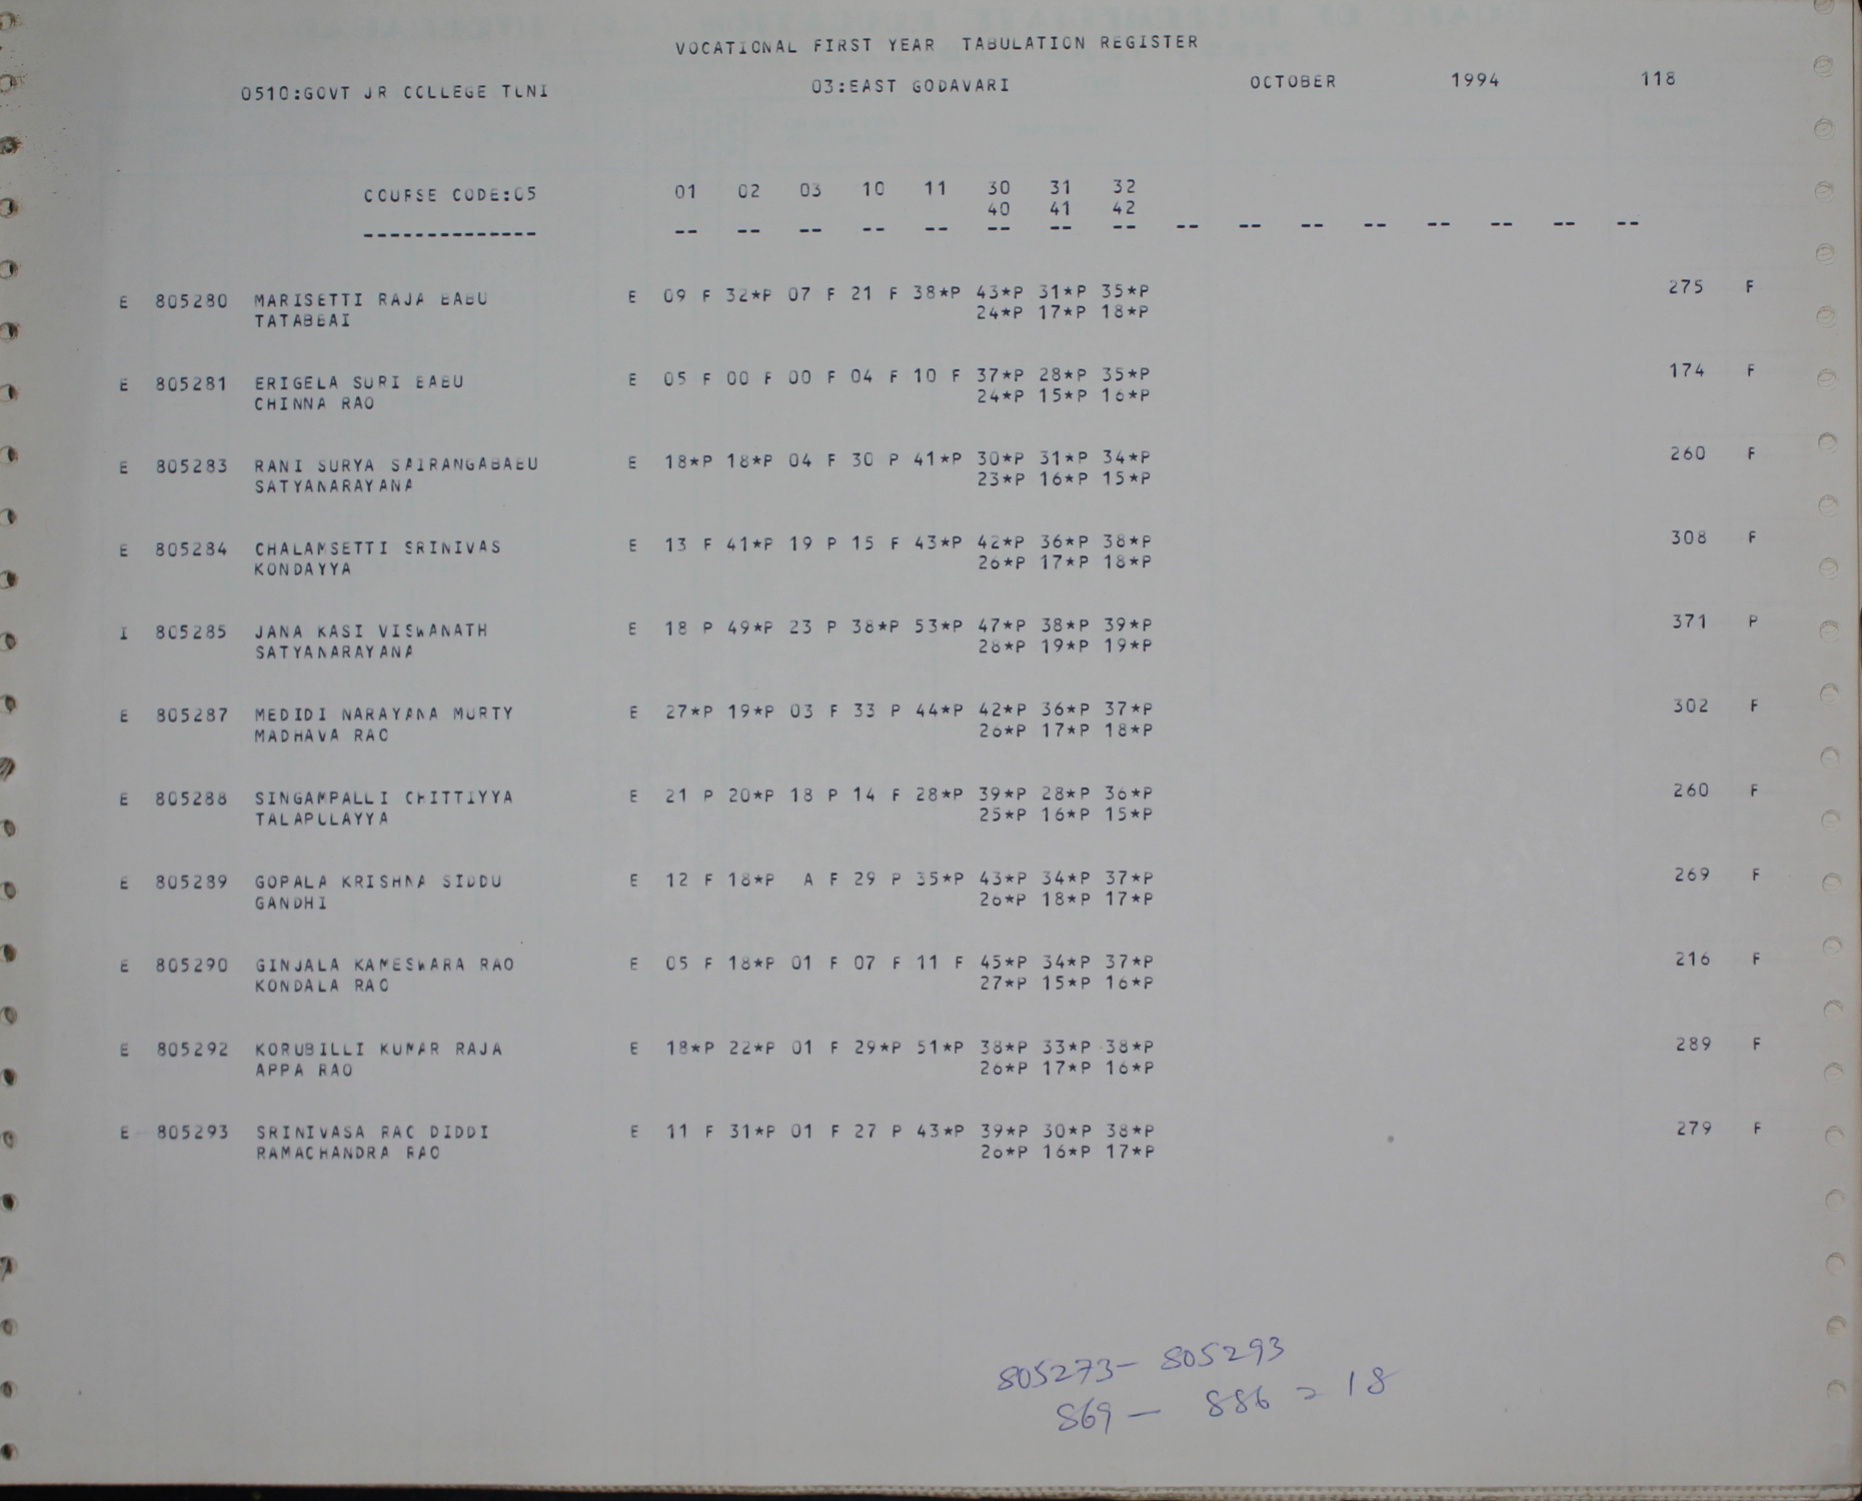 VOCATIONAL FIRST YEAR TABULATION REGISTER
0510:GOVT JR COLLEGE TUNI 03:EAST GODAVARI OCTOBER 1994 118
COURSE CODE:05 01 02 03 10 11 30 31 32
40 41 42
-------------- -- -- -- -- -- -- -- -- -- -- -- -- -- -- -- --
E 805280 MARISETTI RAJA BABU E 09 F 32*P 07 F 21 F 38*P 43*P 31*P 35*P 275 F
TATABBAI 24*P 17*P 18*P
E 805281 ERIGELA SURI BABU E 05 F 00 F 00 F 04 F 10 F 37*P 28*P 35*P 174 F
CHINNA RAO 24*P 15*P 16*P
E 805283 RANI SURYA SAIRANGABABU E 18*P 18*P 04 F 30 P 41*P 30*P 31*P 34*P 260 F
SATYANARAYANA 23*P 16*P 15*P
E 805284 CHALAMSETTI SRINIVAS E 13 F 41*P 19 P 15 F 43*P 42*P 36*P 38*P 308 F
KONDAYYA 26*P 17*P 18*P
I 805285 JANA KASI VISWANATH E 18 P 49*P 23 P 38*P 53*P 47*P 38*P 39*P 371 P
SATYANARAYANA 28*P 19*P 19*P
E 805287 MEDIDI NARAYANA MURTY E 27*P 19*P 03 F 33 P 44*P 42*P 36*P 37*P 302 F
MADHAVA RAO 26*P 17*P 18*P
E 805288 SINGAMPALLI CHITTIYYA E 21 P 20*P 18 P 14 F 28*P 39*P 28*P 36*P 260 F
TALAPULAYYA 25*P 16*P 15*P
E 805289 GOPALA KRISHNA SIDDU E 12 F 18*P A F 29 P 35*P 43*P 34*P 37*P 269 F
GANDHI 26*P 18*P 17*P
E 805290 GINJALA KAMESWARA RAO E 05 F 18*P 01 F 07 F 11 F 45*P 34*P 37*P 216 F
KONDALA RAO 27*P 15*P 16*P
E 805292 KORUBILLI KUMAR RAJA E 18*P 22*P 01 F 29*P 51*P 38*P 33*P 38*P 289 F
APPA RAO 26*P 17*P 16*P
E 805293 SRINIVASA RAO DIDDI E 11 F 31*P 01 F 27 P 43*P 39*P 30*P 38*P 279 F
RAMACHANDRA RAO 26*P 16*P 17*P
805273- 805293
869 - 886 = 18